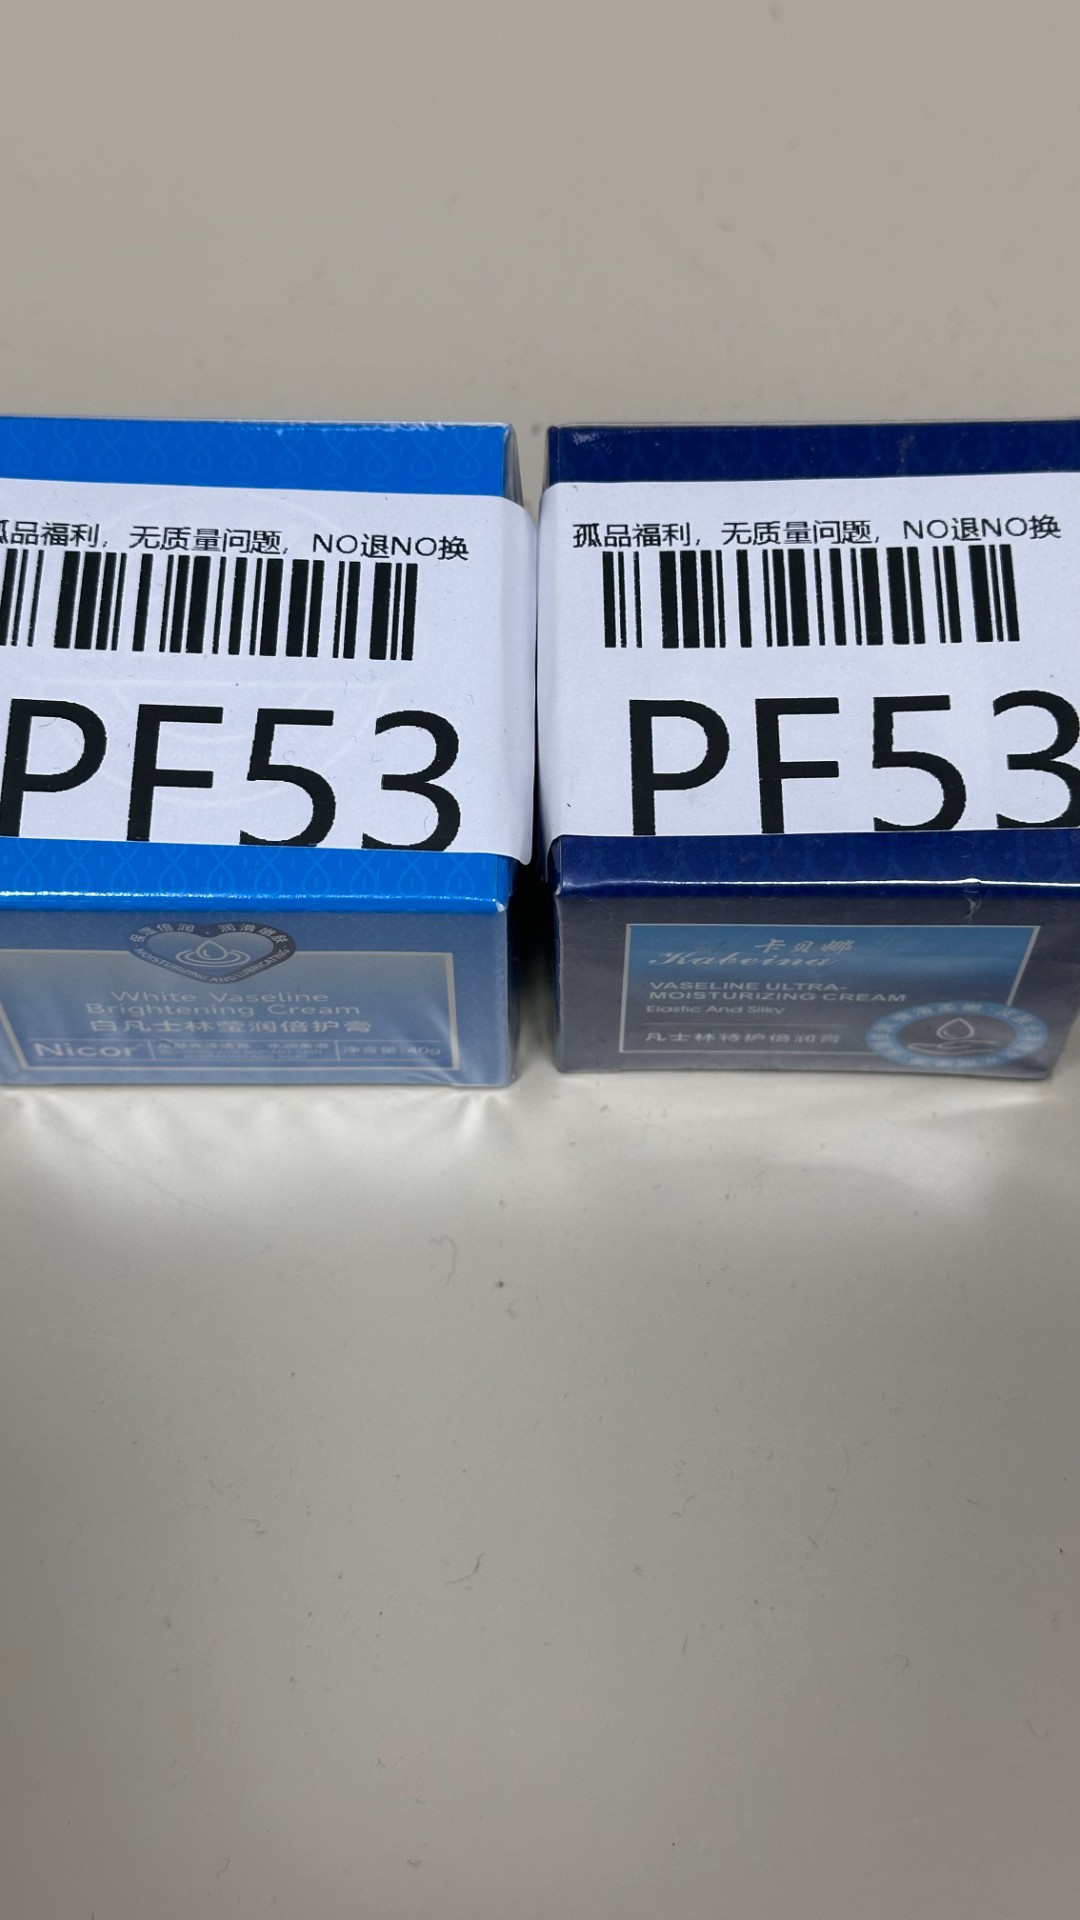 品福利，无质量问题，NO退NO换
PF53
MOISTURIZING AND LUBRICATING
White Vaseline
Brightening Cream
白凡士林莹润倍护膏
Nicor
净含量:40g
孤品福利，无质量问题，NO退NO换
PF53
卡贝娜
Kabeina
VASELINE ULTRA-
MOISTURIZING CREAM
Elastic And Silky
凡士林特护倍润膏